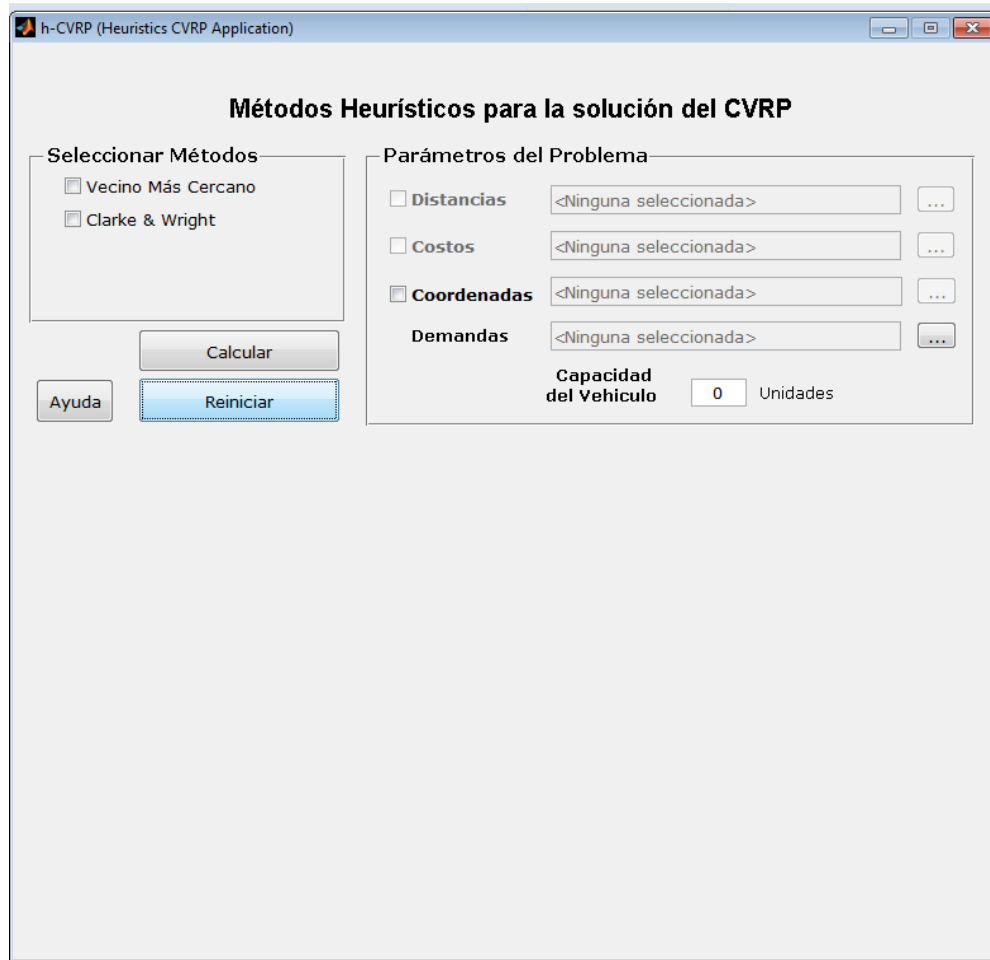 h-CVRP (Heuristics CVRP Application)
Métodos Heurísticos para la solución del CVRP
Seleccionar Métodos
Vecino Más Cercano
Clarke & Wright
Calcular
Ayuda
Reiniciar
Parámetros del Problema
Distancias <Ninguna seleccionada> ...
Costos <Ninguna seleccionada> ...
Coordenadas <Ninguna seleccionada> ...
Demandas <Ninguna seleccionada> ...
Capacidad
del Vehiculo 0 Unidades